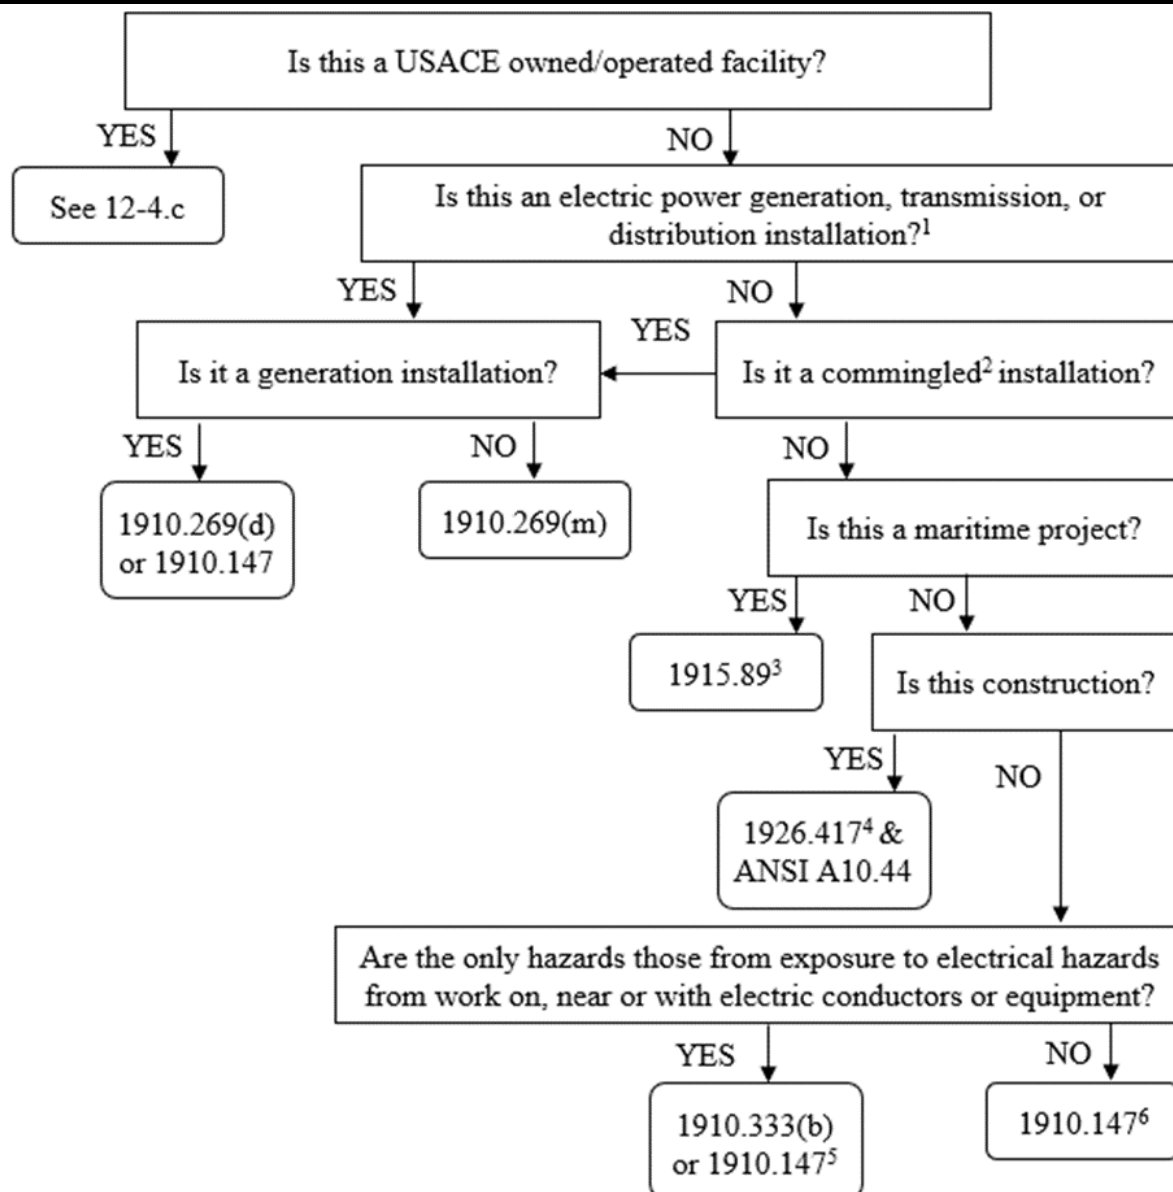 Is this a USACE owned/operated facility?
YES
NO
See 12-4.c
Is this an electric power generation, transmission, or
distribution installation?¹
YES
NO
YES
Is it a generation installation?
Is it a commingled² installation?
YES
NO
NO
1910.269(d)
or 1910.147
1910.269(m)
Is this a maritime project?
YES
NO
1915.89³
Is this construction?
YES
NO
1926.417⁴ &
ANSI A10.44
Are the only hazards those from exposure to electrical hazards
from work on, near or with electric conductors or equipment?
YES
NO
1910.333(b)
or 1910.147⁵
1910.147⁶